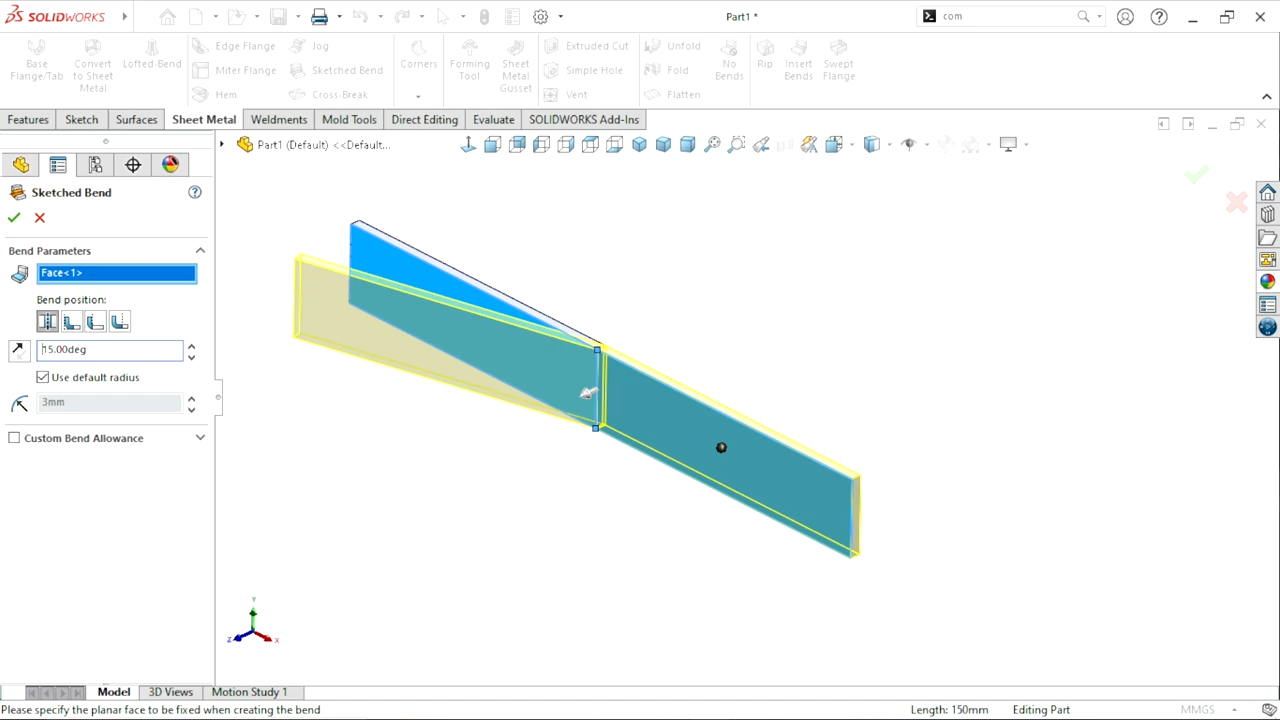 SOLIDWORKS
Part1 *
com
Base Flange/Tab
Convert to Sheet Metal
Lofted-Bend
Edge Flange
Miter Flange
Hem
Jog
Sketched Bend
Cross-Break
Corners
Forming Tool
Sheet Metal Gusset
Extruded Cut
Simple Hole
Vent
Unfold
Fold
Flatten
No Bends
Rip
Insert Bends
Swept Flange
Features
Sketch
Surfaces
Sheet Metal
Weldments
Mold Tools
Direct Editing
Evaluate
SOLIDWORKS Add-Ins
Part1 (Default) <<Default...
Sketched Bend
Bend Parameters
Face<1>
Bend position:
15.00deg
Use default radius
3mm
Custom Bend Allowance
Y
Z
X
Model
3D Views
Motion Study 1
Please specify the planar face to be fixed when creating the bend
Length: 150mm
Editing Part
MMGS